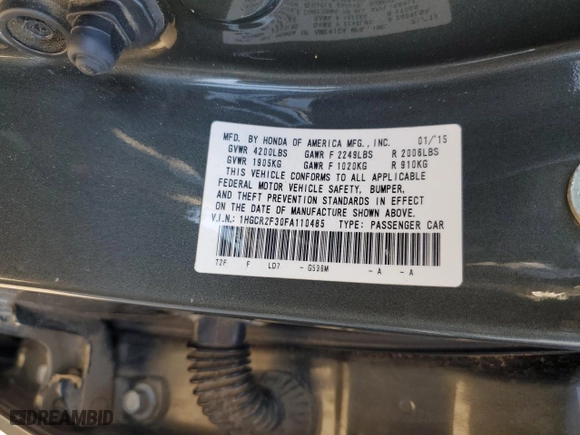 MFD. BY HONDA OF AMERICA MFG., INC. 01/'15
GVWR 4200LBS GAWR F 2249LBS R 2006LBS
GVWR 1905KG GAWR F 1020KG R 910KG
THIS VEHICLE CONFORMS TO ALL APPLICABLE
FEDERAL MOTOR VEHICLE SAFETY, BUMPER,
AND THEFT PREVENTION STANDARDS IN EFFECT
ON THE DATE OF MANUFACTURE SHOWN ABOVE.
V.I.N.: 1HGCR2F30FA110485 TYPE: PASSENGER CAR
T2F F LD7 - G538M - A - A
DREAMBID